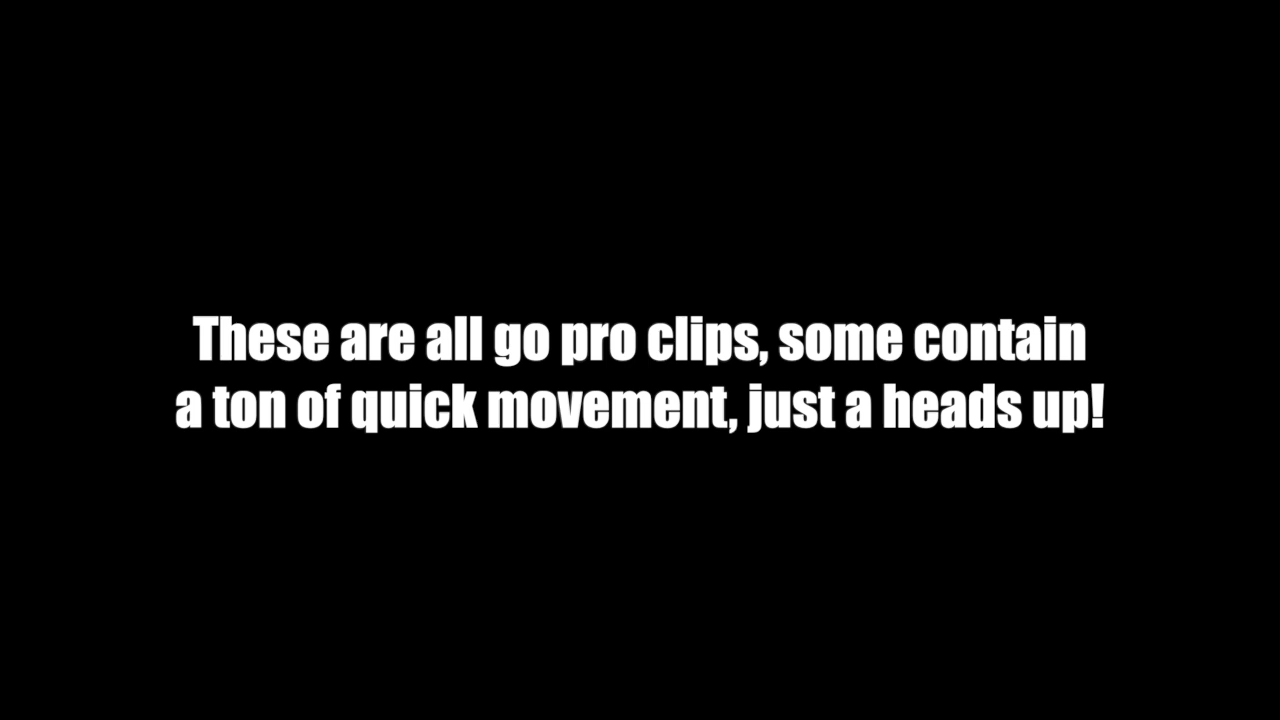 These are all go pro clips, some contain
a ton of quick movement, just a heads up!